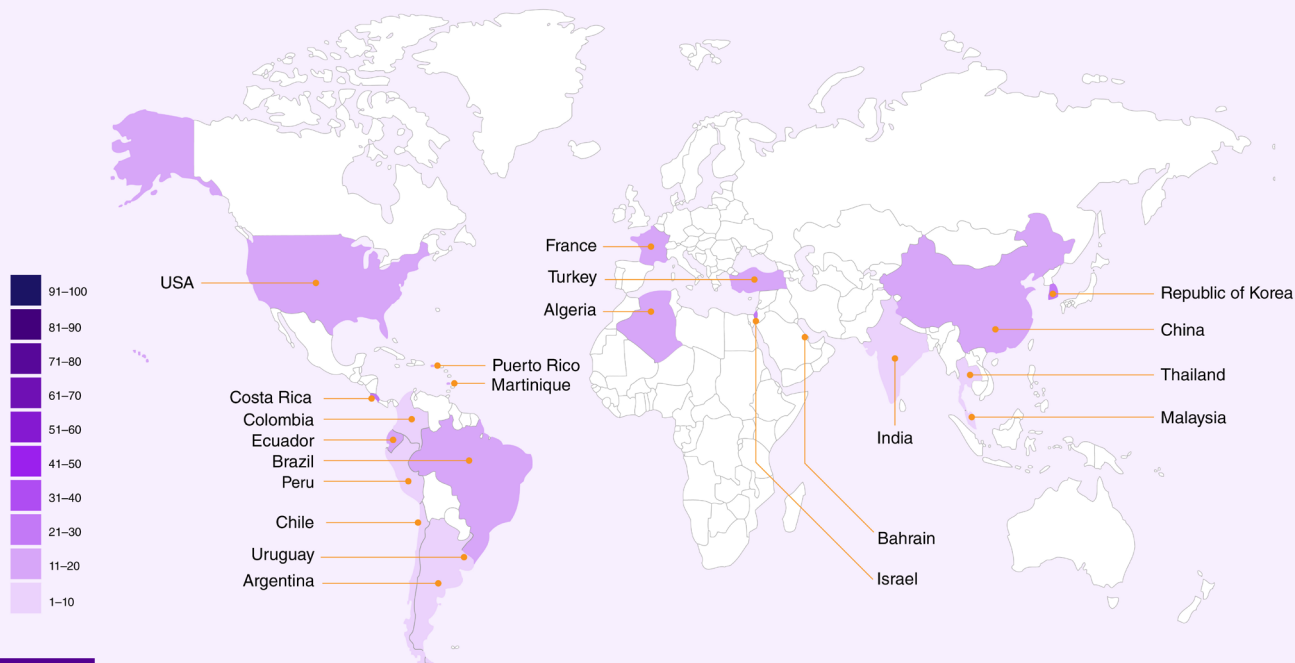 91–100
81–90
71–80
61–70
51–60
41–50
31–40
21–30
11–20
1–10
USA
Puerto Rico
Martinique
Costa Rica
Colombia
Ecuador
Brazil
Peru
Chile
Uruguay
Argentina
France
Turkey
Algeria
Republic of Korea
China
Thailand
Malaysia
India
Bahrain
Israel